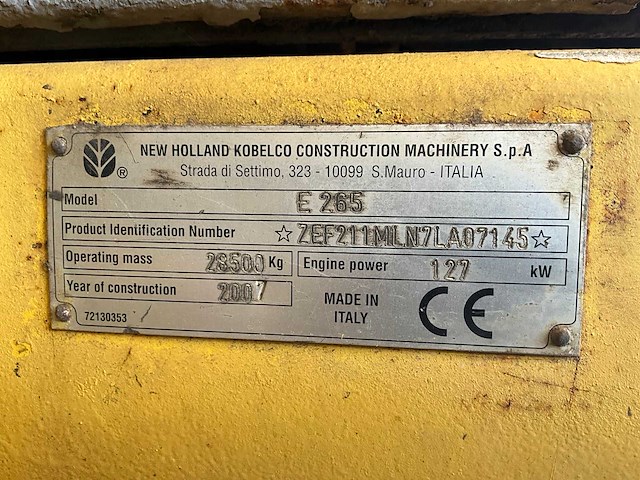 NEW HOLLAND KOBELCO CONSTRUCTION MACHINERY S.p.A
Strada di Settimo, 323 - 10099 S.Mauro - ITALIA
Model E 265
Product Identification Number ☆ZEF211MLN7LA07145☆
Operating mass 28500 Kg Engine power 127 kW
Year of construction 2007
MADE IN
ITALY
CE
72130353
®